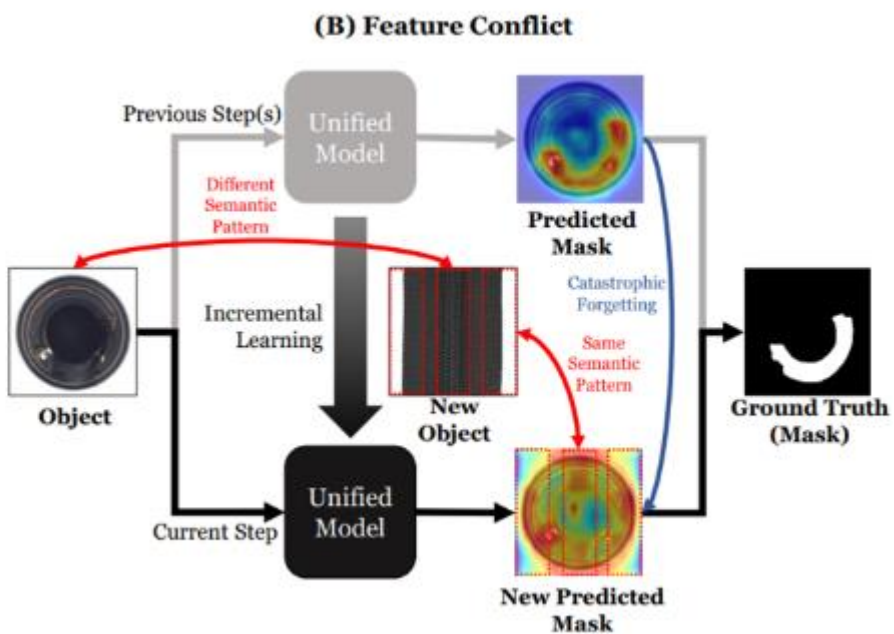 (B) Feature Conflict
Previous Step(s)
Unified
Model
Different
Semantic
Pattern
Predicted
Mask
Catastrophic
Forgetting
Incremental
Learning
Same
Semantic
Pattern
Object
New
Object
Ground Truth
(Mask)
Unified
Model
Current Step
New Predicted
Mask